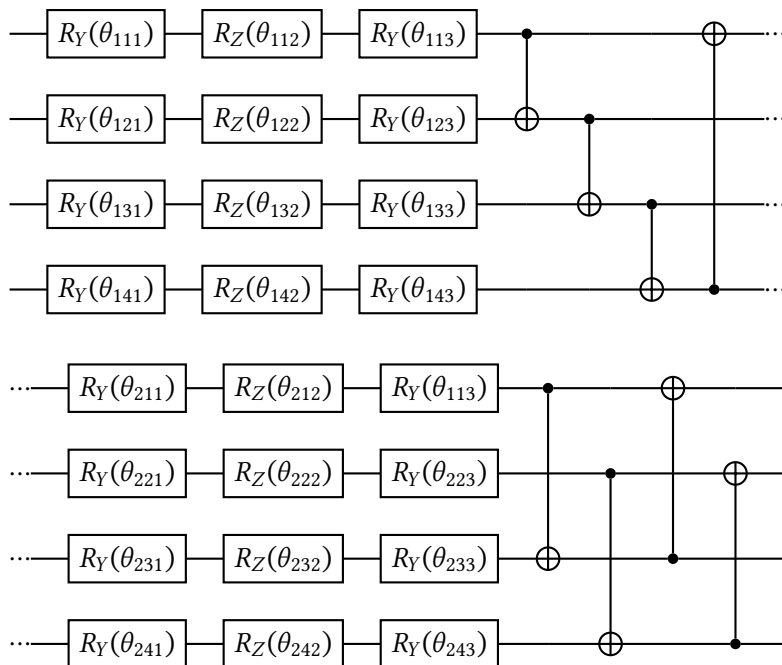 R_Y(θ_111) R_Z(θ_112) R_Y(θ_113) ...
R_Y(θ_121) R_Z(θ_122) R_Y(θ_123)
R_Y(θ_131) R_Z(θ_132) R_Y(θ_133) ...
R_Y(θ_141) R_Z(θ_142) R_Y(θ_143) ...
... R_Y(θ_211) R_Z(θ_212) R_Y(θ_113)
... R_Y(θ_221) R_Z(θ_222) R_Y(θ_223)
... R_Y(θ_231) R_Z(θ_232) R_Y(θ_233)
... R_Y(θ_241) R_Z(θ_242) R_Y(θ_243)